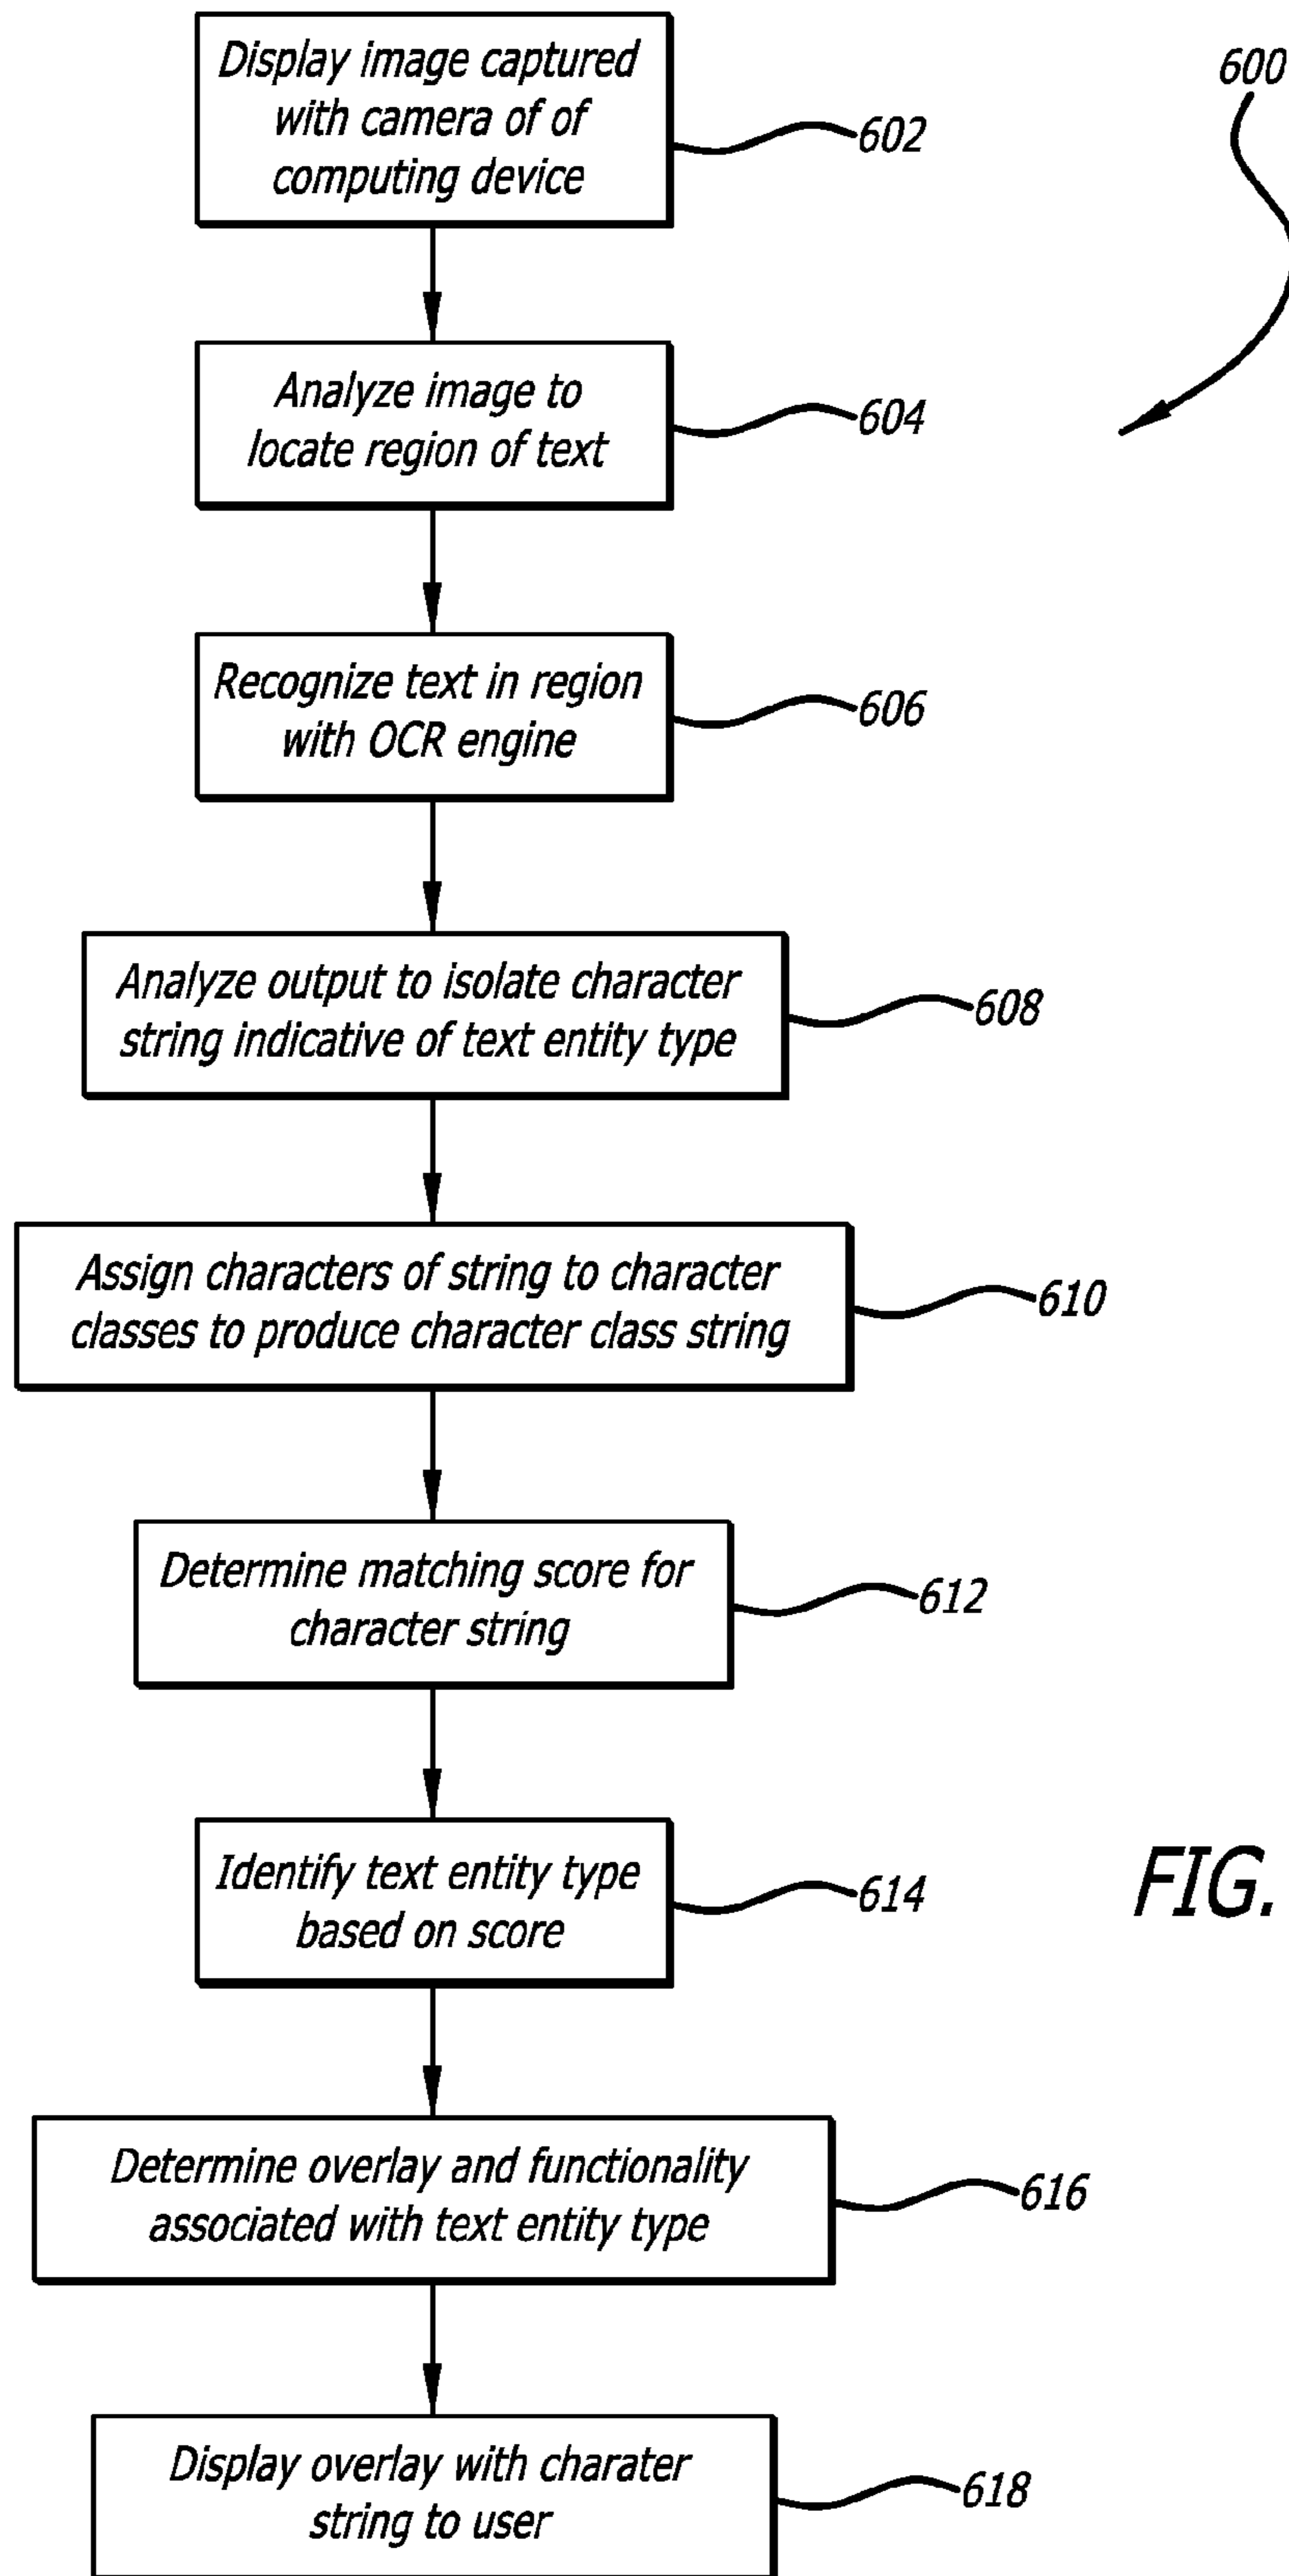 Display image captured
with camera of of
computing device
602
600
Analyze image to
locate region of text
604
Recognize text in region
with OCR engine
606
Analyze output to isolate character
string indicative of text entity type
608
Assign characters of string to character
classes to produce character class string
610
Determine matching score for
character string
612
Identify text entity type
based on score
614
FIG.
Determine overlay and functionality
associated with text entity type
616
Display overlay with charater
string to user
618